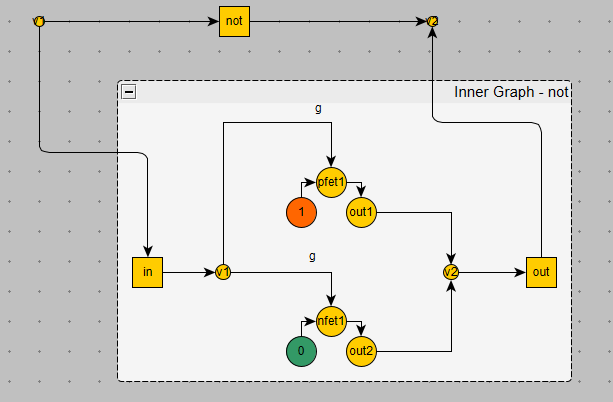 v1
not
v2
Inner Graph - not
g
pfet1
1
out1
in
v1
g
v2
out
nfet1
0
out2